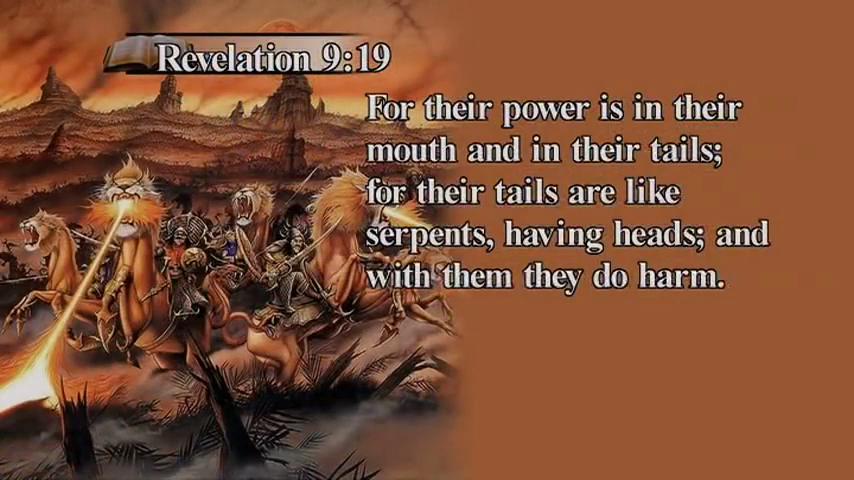 Revelation 9:19
For their power is in their
mouth and in their tails;
for their tails are like
serpents, having heads; and
with them they do harm.